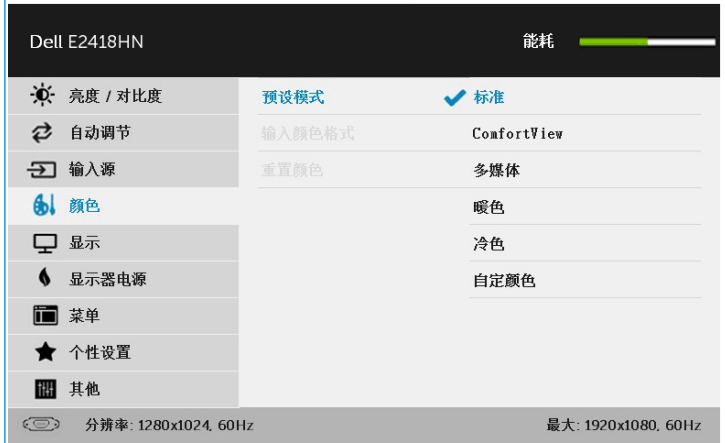 Dell E2418HN 能耗
亮度 / 对比度 预设模式 标准
自动调节 输入颜色格式 ComfortView
输入源 重置颜色 多媒体
颜色 暖色
显示 冷色
显示器电源 自定颜色
菜单
个性设置
其他
分辨率: 1280x1024, 60Hz 最大: 1920x1080, 60Hz